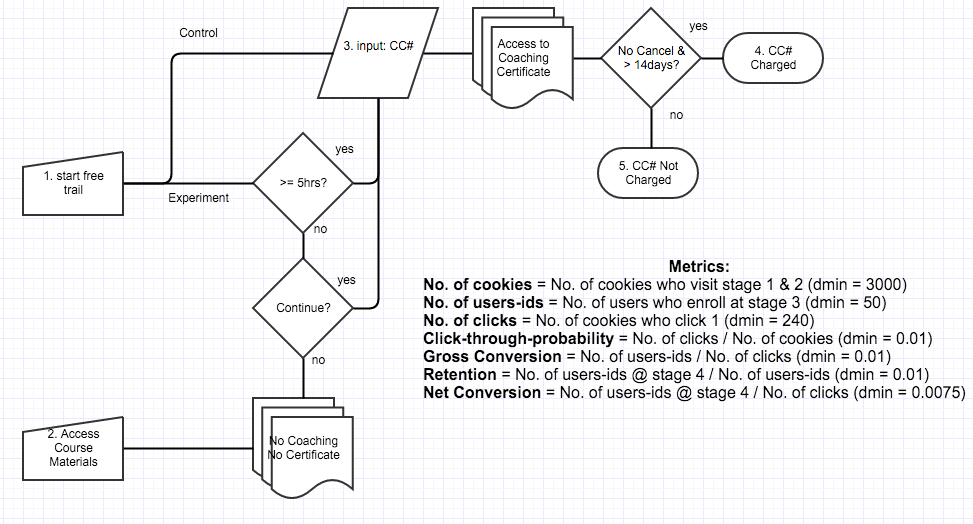 Control
3. input: CC#
Access to
Coaching
Certificate
No Cancel &
> 14days?
yes
4. CC#
Charged
no
5. CC# Not
Charged
1. start free
trail
Experiment
>= 5hrs?
yes
no
Continue?
yes
no
2. Access
Course
Materials
No Coaching
No Certificate
Metrics:
No. of cookies = No. of cookies who visit stage 1 & 2 (dmin = 3000)
No. of users-ids = No. of users who enroll at stage 3 (dmin = 50)
No. of clicks = No. of cookies who click 1 (dmin = 240)
Click-through-probability = No. of clicks / No. of cookies (dmin = 0.01)
Gross Conversion = No. of users-ids / No. of clicks (dmin = 0.01)
Retention = No. of users-ids @ stage 4 / No. of users-ids (dmin = 0.01)
Net Conversion = No. of users-ids @ stage 4 / No. of clicks (dmin = 0.0075)